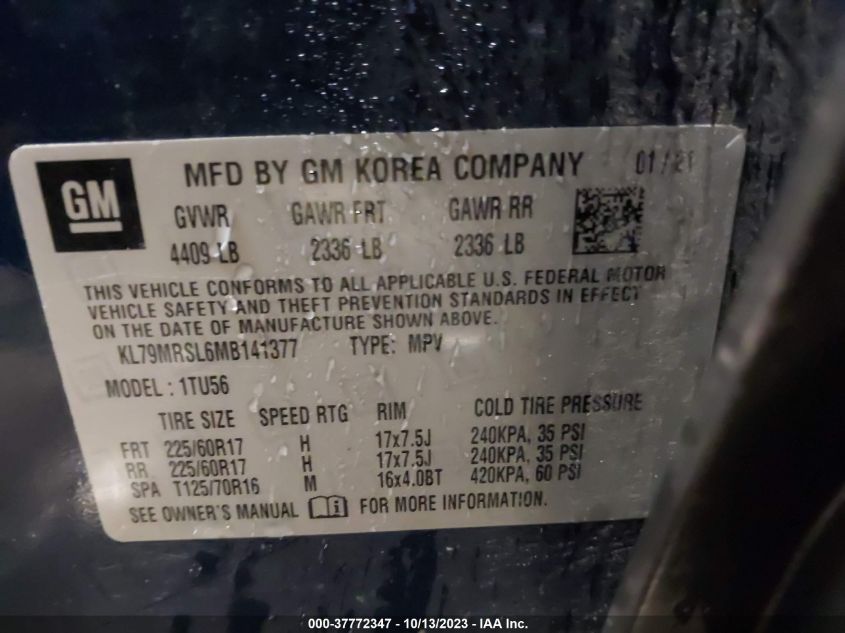 GM
MFD BY GM KOREA COMPANY 01/21
GVWR GAWR FRT GAWR RR
4409 LB 2336 LB 2336 LB
THIS VEHICLE CONFORMS TO ALL APPLICABLE U.S. FEDERAL MOTOR
VEHICLE SAFETY AND THEFT PREVENTION STANDARDS IN EFFECT
ON THE DATE OF MANUFACTURE SHOWN ABOVE.
KL79MRSL6MB141377 TYPE: MPV
MODEL : 1TU56
TIRE SIZE SPEED RTG RIM COLD TIRE PRESSURE
FRT 225/60R17 H 17x7.5J 240KPA, 35 PSI
RR 225/60R17 H 17x7.5J 240KPA, 35 PSI
SPA T125/70R16 M 16x4.0BT 420KPA, 60 PSI
SEE OWNER'S MANUAL i FOR MORE INFORMATION.
000-37772347 - 10/13/2023 - IAA Inc.